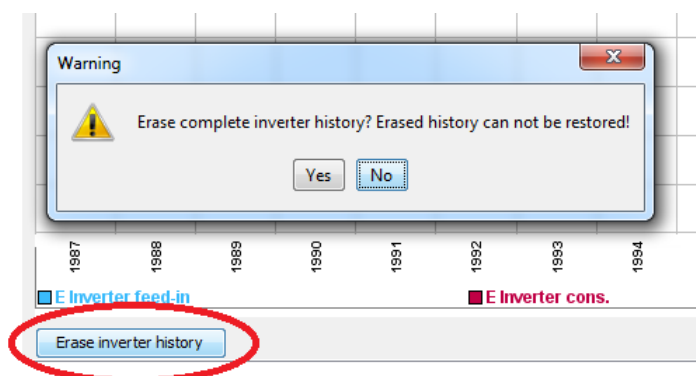 Warning
Erase complete inverter history? Erased history can not be restored!
Yes No
1987 1988 1989 1990 1991 1992 1993 1994
E Inverter feed-in E Inverter cons.
Erase inverter history